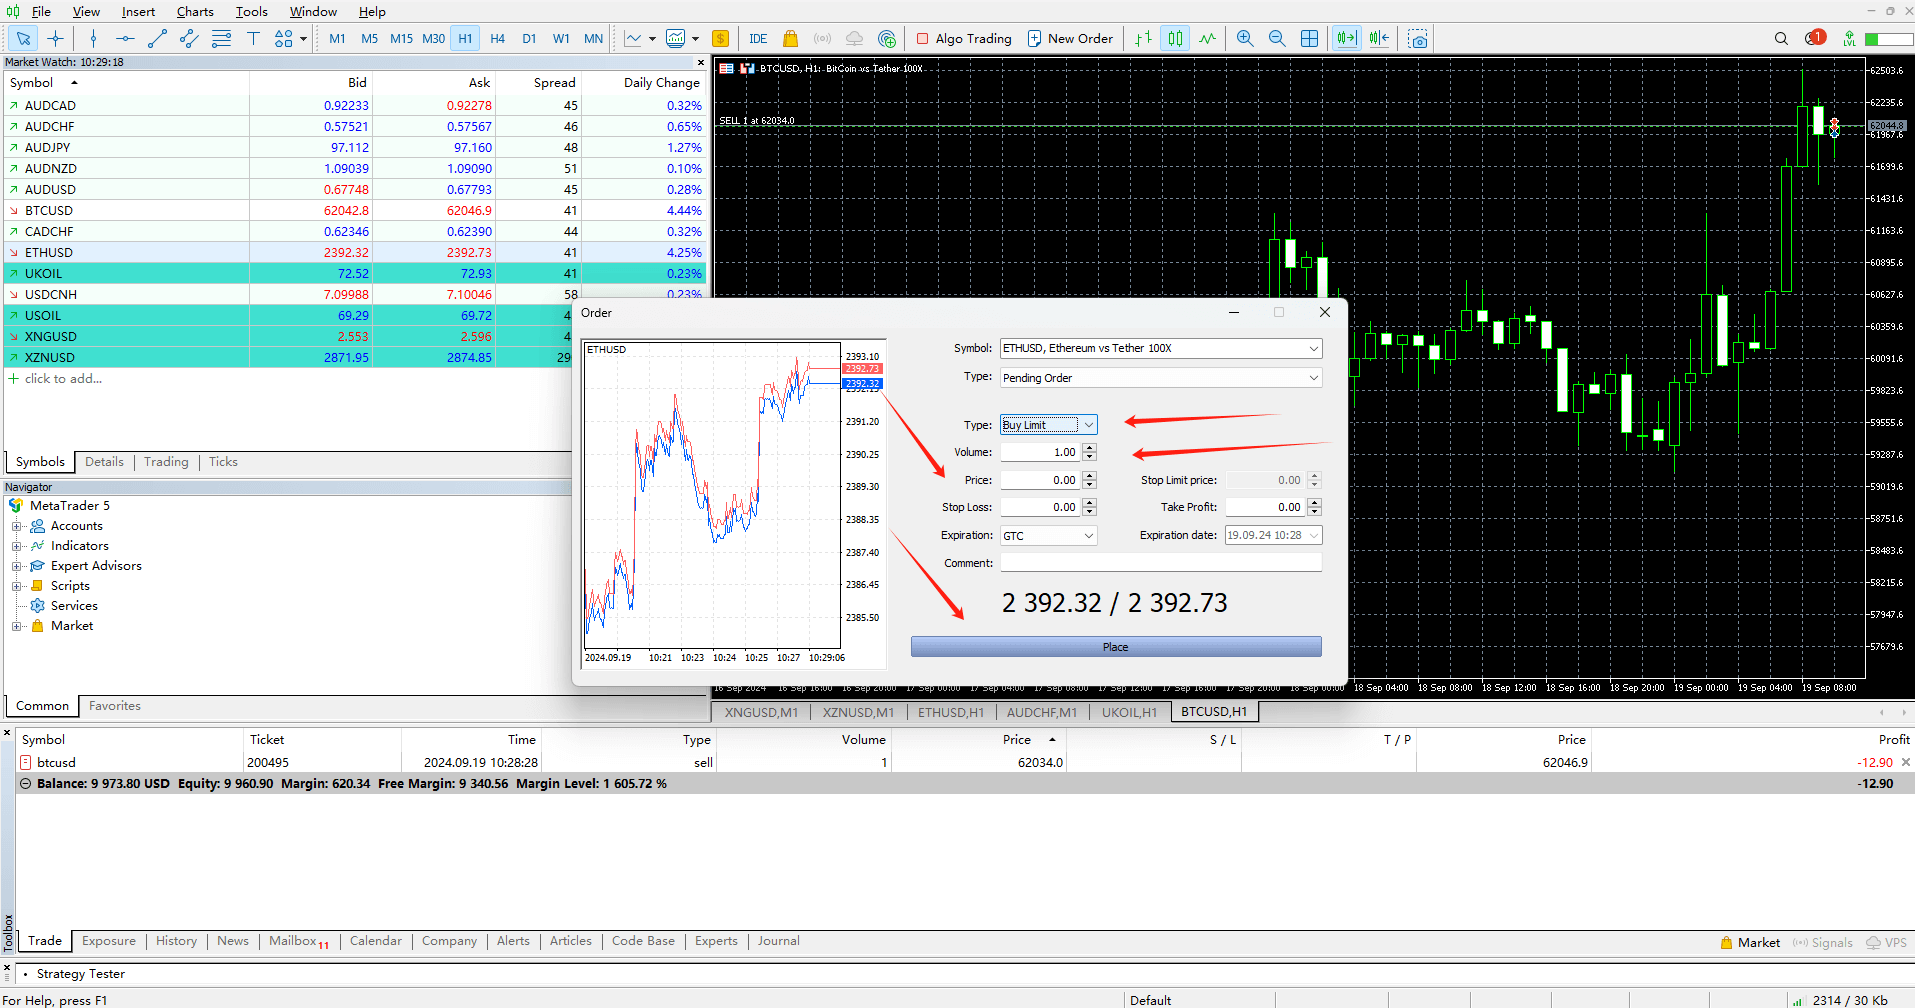 File View Insert Charts Tools Window Help
M1 M5 M15 M30 H1 H4 D1 W1 MN $ IDE Algo Trading New Order 1 LVL
Market Watch: 10:29:18
Symbol Bid Ask Spread Daily Change
AUDCAD 0.92233 0.92278 45 0.32%
AUDCHF 0.57521 0.57567 46 0.65%
AUDJPY 97.112 97.160 48 1.27%
AUDNZD 1.09039 1.09090 51 0.10%
AUDUSD 0.67748 0.67793 45 0.28%
BTCUSD 62042.8 62046.9 41 4.44%
CADCHF 0.62346 0.62390 44 0.32%
ETHUSD 2392.32 2392.73 41 4.25%
UKOIL 72.52 72.93 41 0.23%
USDCNH 7.09988 7.10046 58 0.23%
USOIL 69.29 69.72
XNGUSD 2.553 2.596
XZNUSD 2871.95 2874.85
click to add...
Symbols Details Trading Ticks
Navigator
MetaTrader 5
Accounts
Indicators
Expert Advisors
Scripts
Services
Market
Common Favorites
BTCUSD, H1: BitCoin vs Tether 100X
SELL 1 at 62034.0
62503.6
62235.6
62044.8
61967.6
61699.6
61431.6
61163.6
60895.6
60627.6
60359.6
60091.6
59823.6
59555.6
59287.6
59019.6
58751.6
58483.6
58215.6
57947.6
57679.6
16 Sep 2024 16 Sep 16:00 16 Sep 20:00 17 Sep 00:00 17 Sep 04:00 17 Sep 08:00 17 Sep 12:00 17 Sep 16:00 17 Sep 20:00 18 Sep 00:00 18 Sep 04:00 18 Sep 08:00 18 Sep 12:00 18 Sep 16:00 18 Sep 20:00 19 Sep 00:00 19 Sep 04:00 19 Sep 08:00
XNGUSD,M1 XZNUSD,M1 ETHUSD,H1 AUDCHF,M1 UKOIL,H1 BTCUSD,H1
Order
ETHUSD
2393.10
2392.73
2392.32
2391.20
2390.25
2389.30
2388.35
2387.40
2386.45
2385.50
2024.09.19 10:21 10:23 10:24 10:25 10:27 10:29:06
Symbol: ETHUSD, Ethereum vs Tether 100X
Type: Pending Order
Type: Buy Limit
Volume: 1.00
Price: 0.00 Stop Limit price: 0.00
Stop Loss: 0.00 Take Profit: 0.00
Expiration: GTC Expiration date: 19.09.24 10:28
Comment:
2 392.32 / 2 392.73
Place
Symbol Ticket Time Type Volume Price S / L T / P Price Profit
btcusd 200495 2024.09.19 10:28:28 sell 1 62034.0 62046.9 -12.90
Balance: 9 973.80 USD Equity: 9 960.90 Margin: 620.34 Free Margin: 9 340.56 Margin Level: 1 605.72 % -12.90
Toolbox
Trade Exposure History News Mailbox 11 Calendar Company Alerts Articles Code Base Experts Journal Market Signals VPS
Strategy Tester
For Help, press F1 Default 2314 / 30 Kb